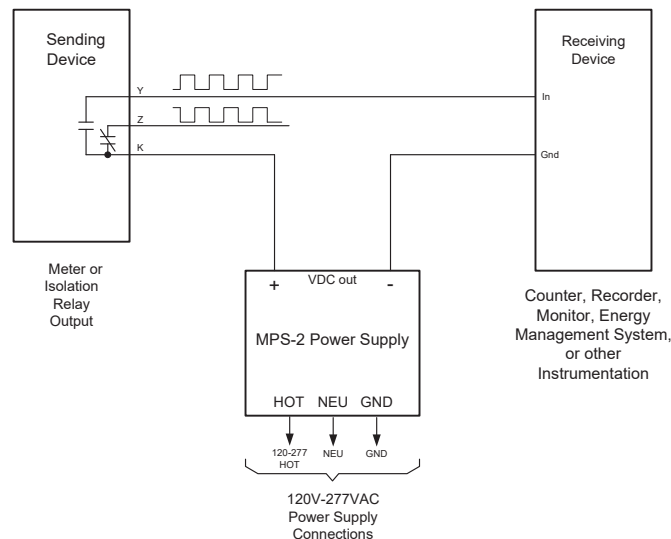 Sending
Device
Receiving
Device
Y
In
Z
K
Gnd
Meter or
Isolation
Relay
Output
+
VDC out
-
MPS-2 Power Supply
Counter, Recorder,
Monitor, Energy
Management System,
or other
Instrumentation
HOT NEU GND
120-277
HOT
NEU
GND
120V-277VAC
Power Supply
Connections